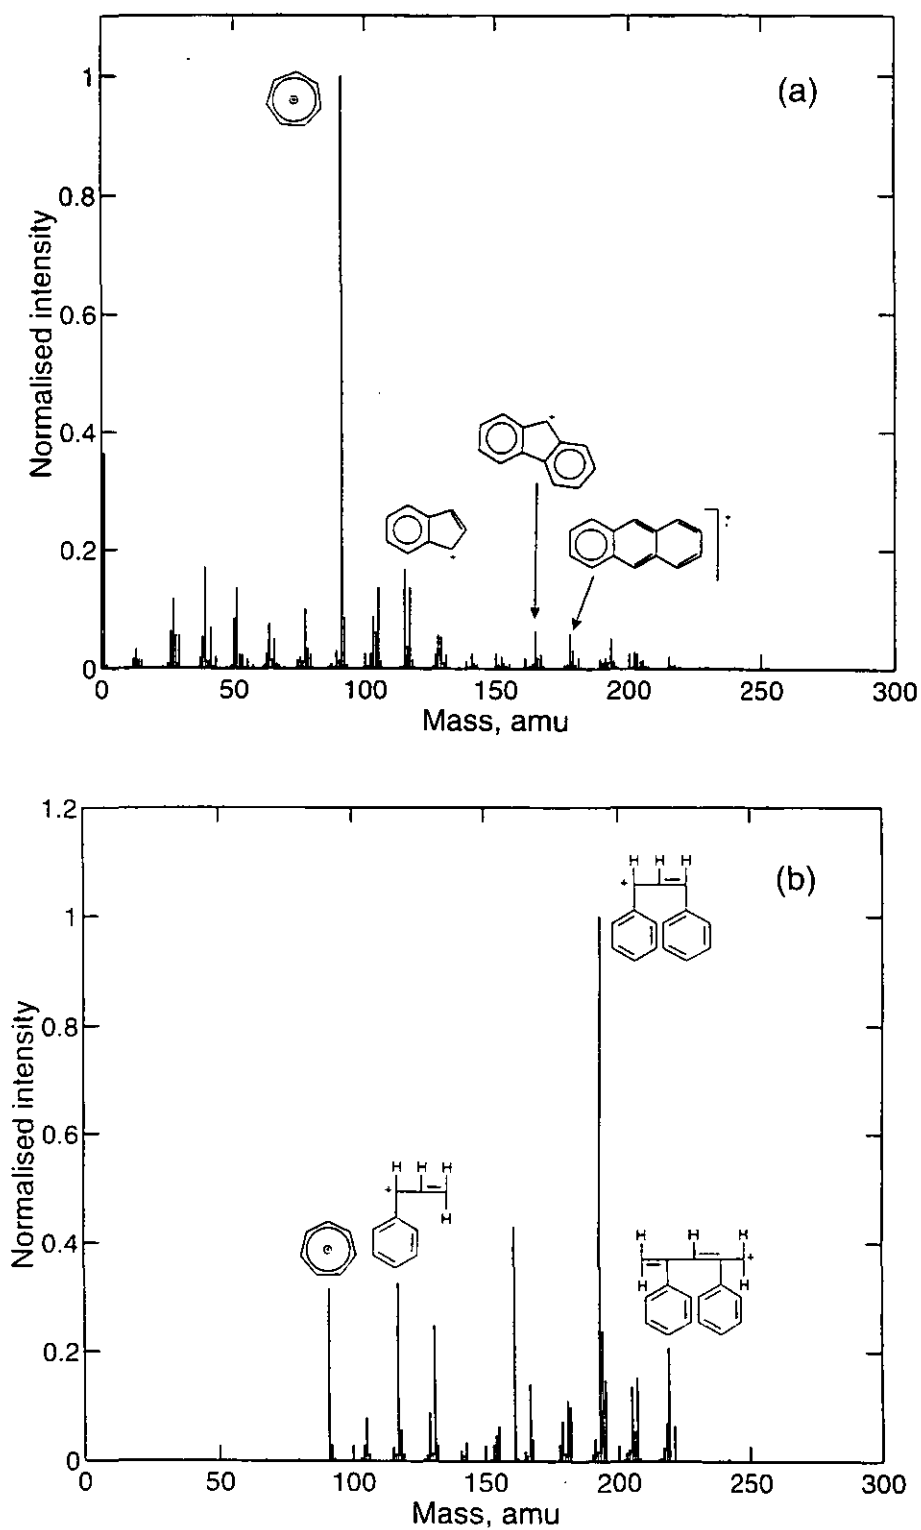 (a)
1
0.8
0.6
0.4
0.2
0
Normalised intensity
+
+
+
+
0 50 100 150 200 250 300
Mass, amu
1.2
(b)
1
0.8
0.6
0.4
0.2
0
Normalised intensity
H H H
+
H H H
+
H
H H H
+
H H
+
0 50 100 150 200 250 300
Mass, amu